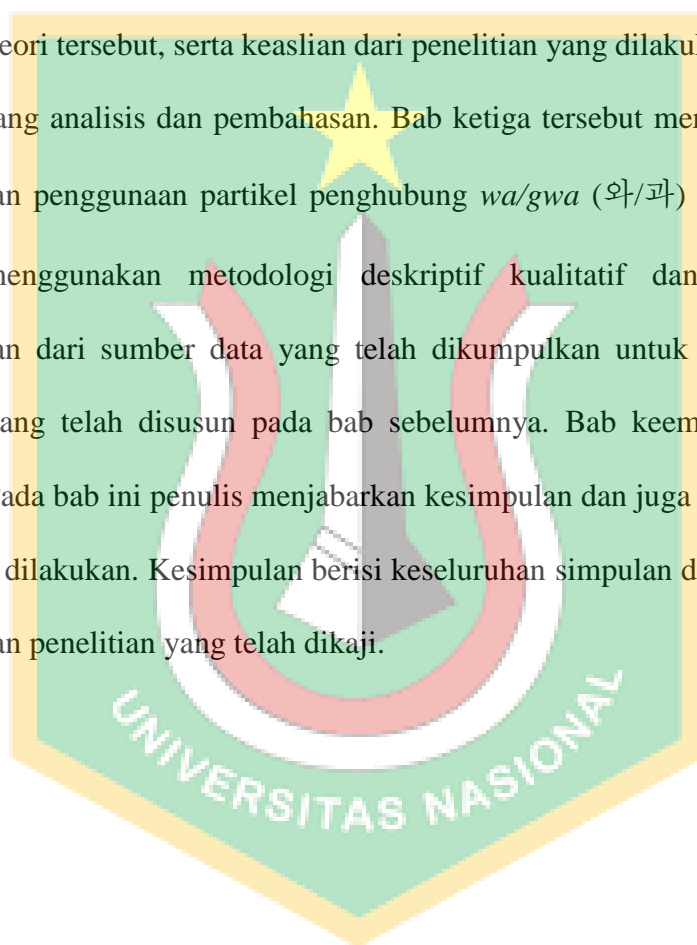 eori tersebut, serta keaslian dari penelitian yang dilaku
ang analisis dan pembahasan. Bab ketiga tersebut me
an penggunaan partikel penghubung wa/gwa (와/과)
nenggunakan metodologi deskriptif kualitatif dan
an dari sumber data yang telah dikumpulkan untuk
ang telah disusun pada bab sebelumnya. Bab keem
ada bab ini penulis menjabarkan kesimpulan dan juga
dilakukan. Kesimpulan berisi keseluruhan simpulan d
an penelitian yang telah dikaji.
UNIVERSITAS NASIONAL